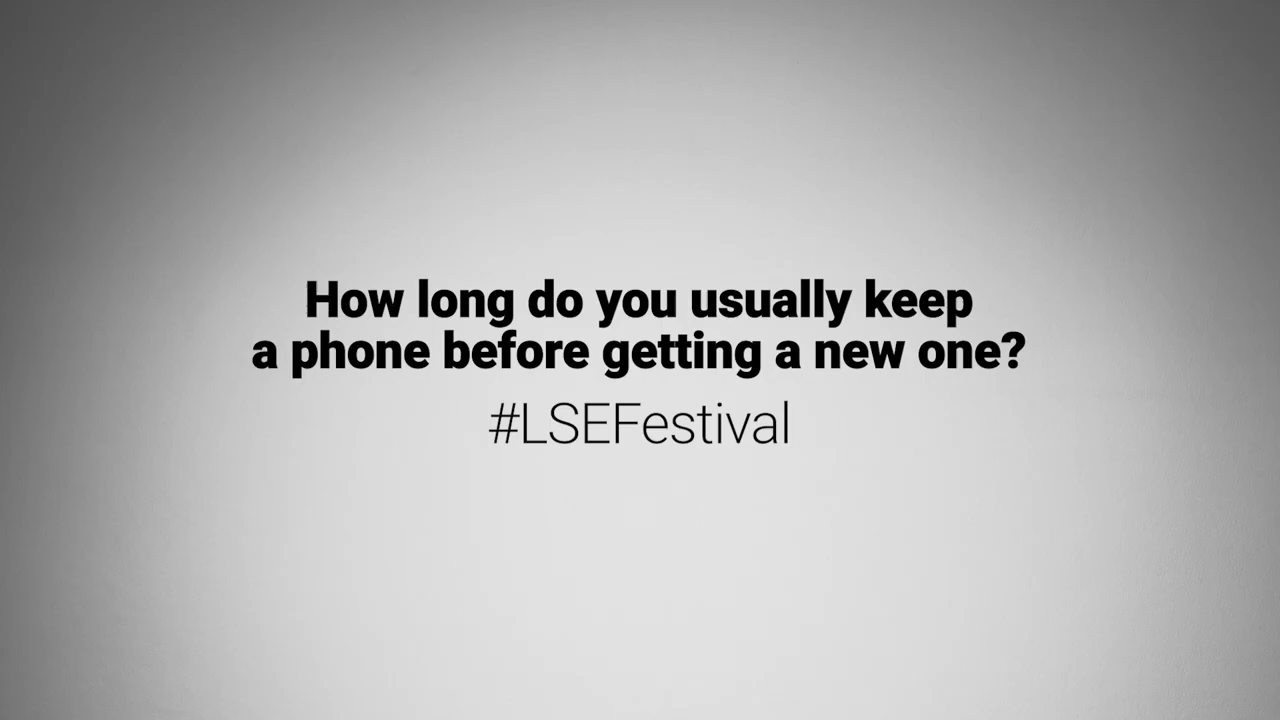 How long do you usually keep
a phone before getting a new one?
#LSEFestival